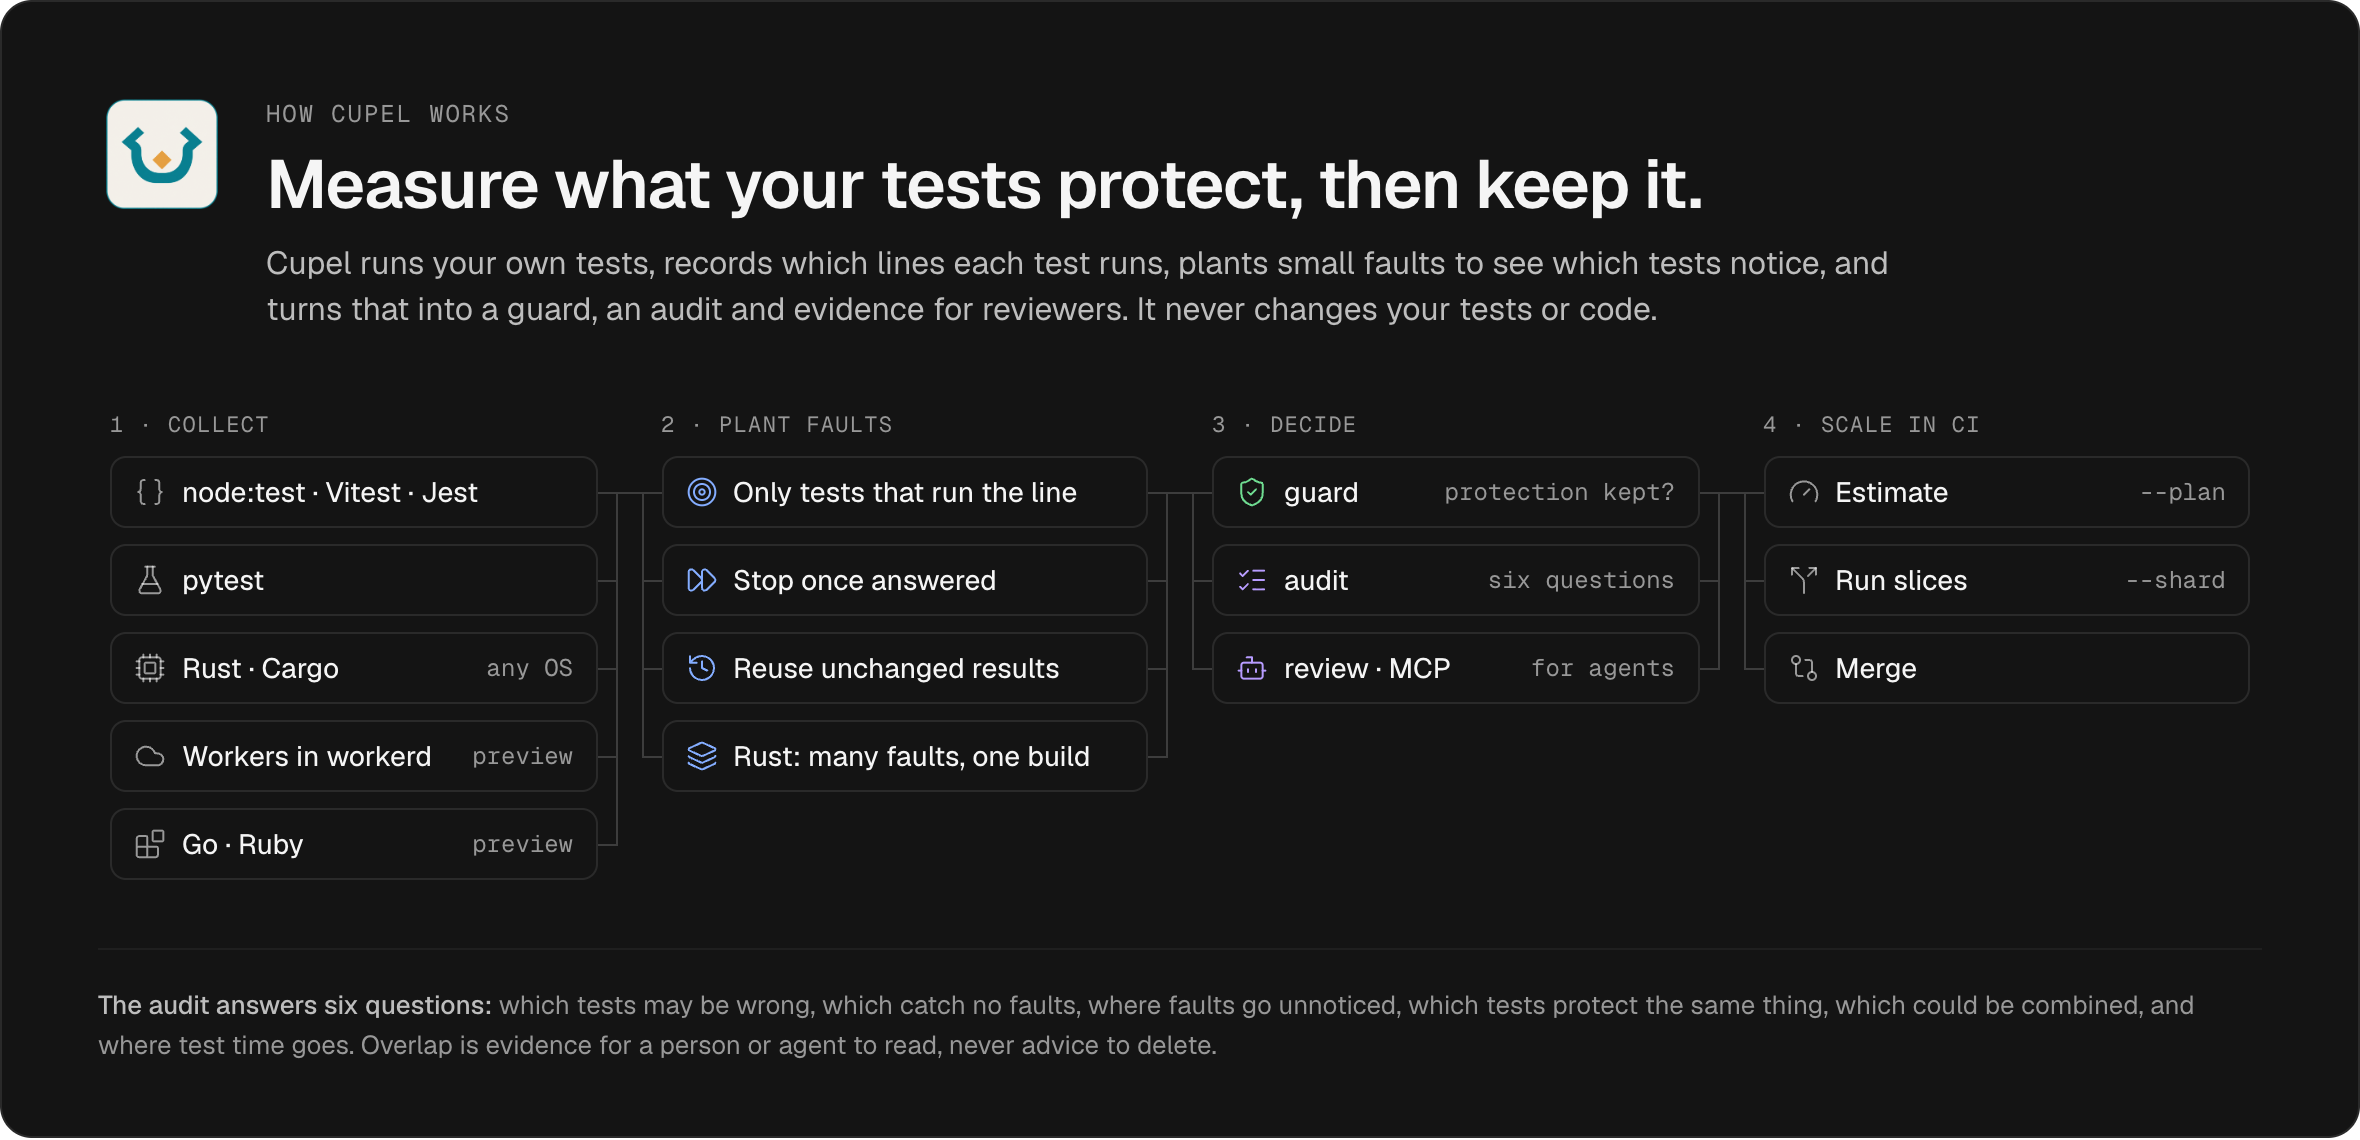 HOW CUPEL WORKS
Measure what your tests protect, then keep it.
Cupel runs your own tests, records which lines each test runs, plants small faults to see which tests notice, and
turns that into a guard, an audit and evidence for reviewers. It never changes your tests or code.
1 · COLLECT
node:test · Vitest · Jest
pytest
Rust · Cargo any OS
Workers in workerd preview
Go · Ruby preview
2 · PLANT FAULTS
Only tests that run the line
Stop once answered
Reuse unchanged results
Rust: many faults, one build
3 · DECIDE
guard protection kept?
audit six questions
review · MCP for agents
4 · SCALE IN CI
Estimate --plan
Run slices --shard
Merge
The audit answers six questions: which tests may be wrong, which catch no faults, where faults go unnoticed, which tests protect the same thing, which could be combined, and
where test time goes. Overlap is evidence for a person or agent to read, never advice to delete.